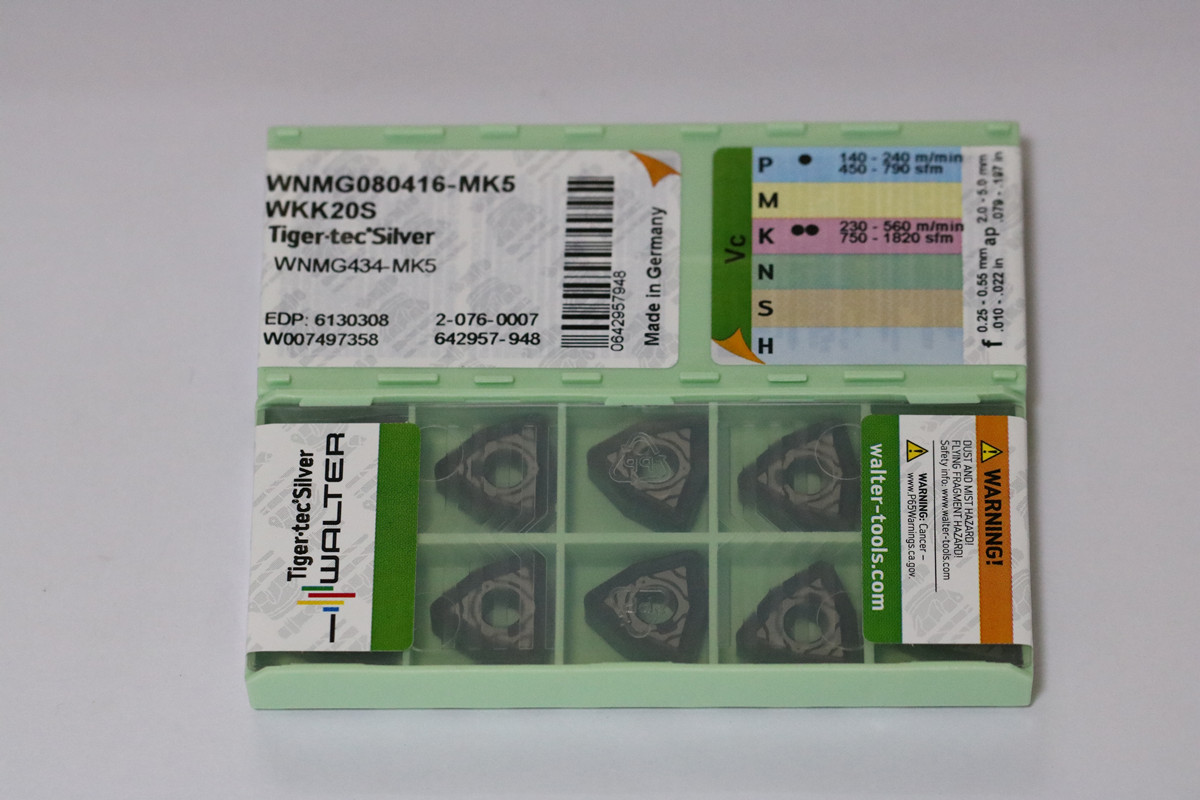 WNMG080416-MK5
WKK20S
Tiger·tec®Silver
WNMG434-MK5
EDP: 6130308
2-076-0007
W007497358
642957-948
0642957948
Made in Germany
Vc
P ● 140 - 240 m/min
450 - 790 sfm
M
K ●● 230 - 560 m/min
750 - 1820 sfm
N
S
H
f 0.25 - 0.55 mm ap 2.0 - 5.0 mm
.010 - .022 in .079 - .197 in
Tiger·tec®Silver
WALTER
walter-tools.com
WARNING!
DUST AND MIST HAZARD!
FLYING FRAGMENT HAZARD!
Safety info: www.walter-tools.com
WARNING: Cancer –
www.P65Warnings.ca.gov.